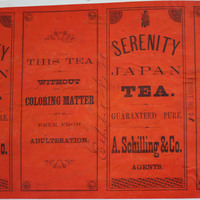 THIS TEA
WITHOUT
COLORING MATTER
FREE FROM
ADULTERATION.
SERENITY
JAPAN
TEA.
GUARANTEED PURE.
A. Schilling & Co.
AGENTS.